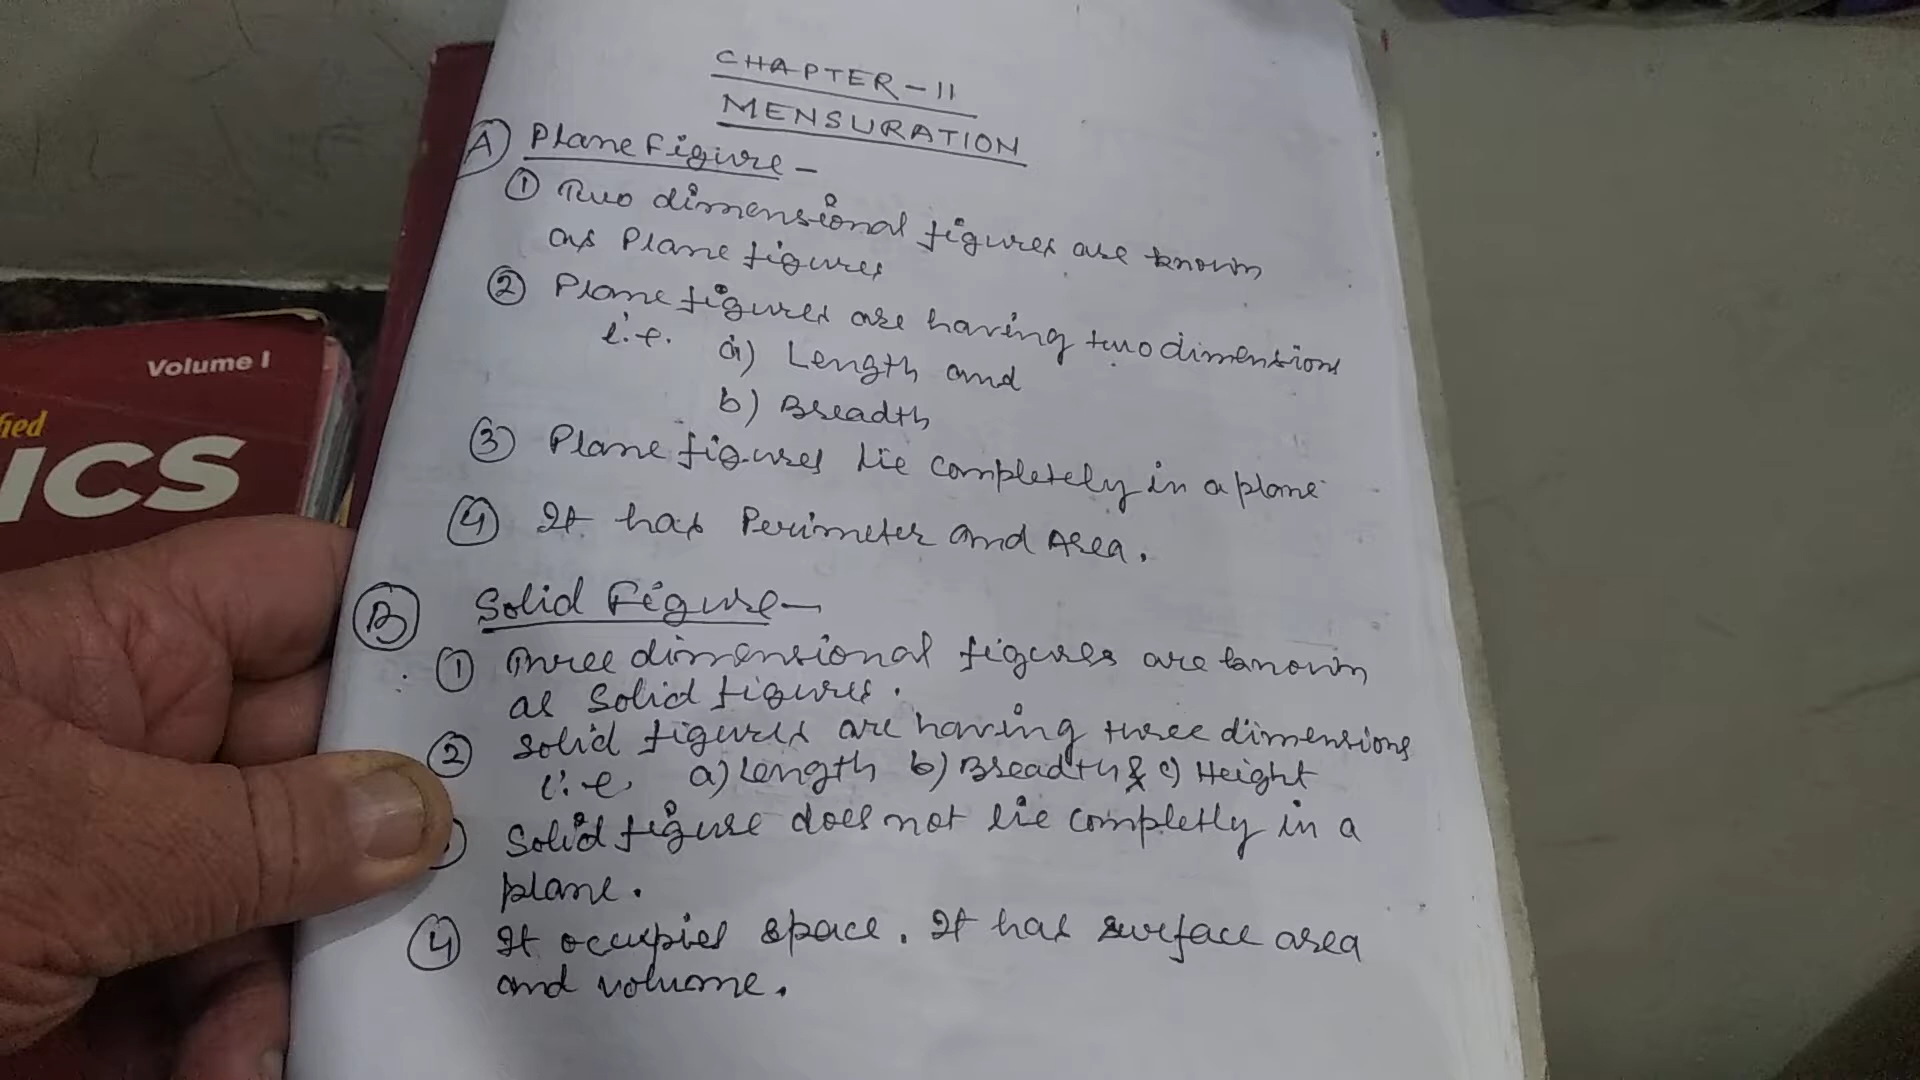 CHAPTER-11
MENSURATION
(A) Plane Figure-
① Two dimensional figures are known
as Plane figures
② Plane figures are having two dimensions
i.e. a) Length and
b) Breadth
③ Plane figures lie completely in a plane
④ It has Perimeter and Area.
(B) Solid Figure-
① Three dimensional figures are known
as Solid figures.
② Solid figures are having three dimensions
i.e. a) Length b) Breadth & c) Height
Solid figure does not lie completly in a
plane.
④ It occupies space. It has surface area
and volume.
Volume I
ICS